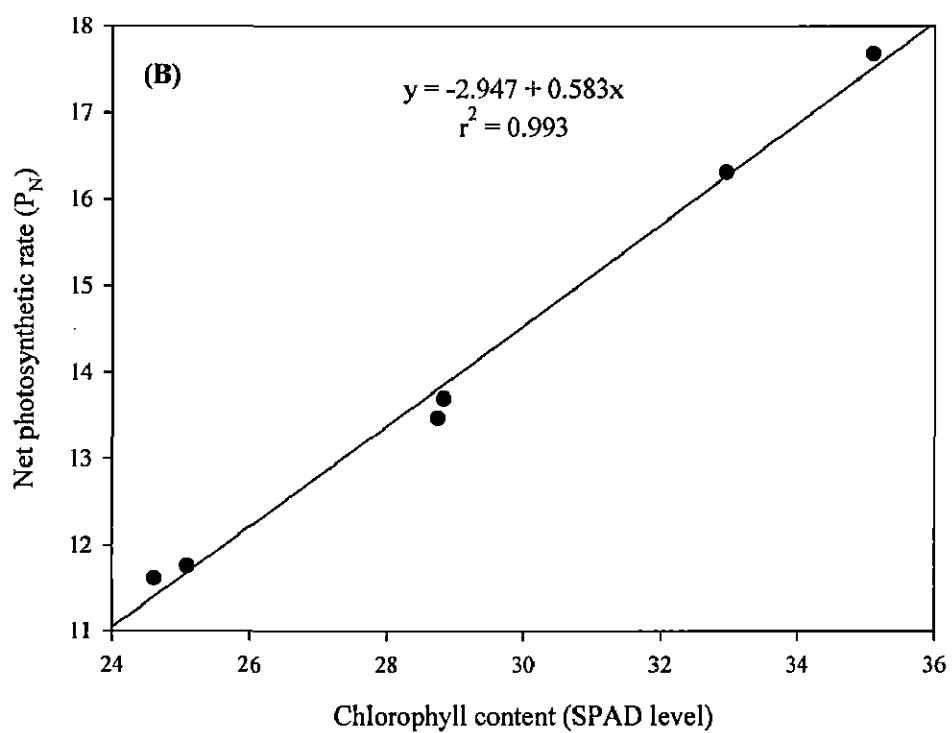 (B)
y = -2.947 + 0.583x
r² = 0.993
Net photosynthetic rate (P_N)
18
17
16
15
14
13
12
11
24 26 28 30 32 34 36
Chlorophyll content (SPAD level)